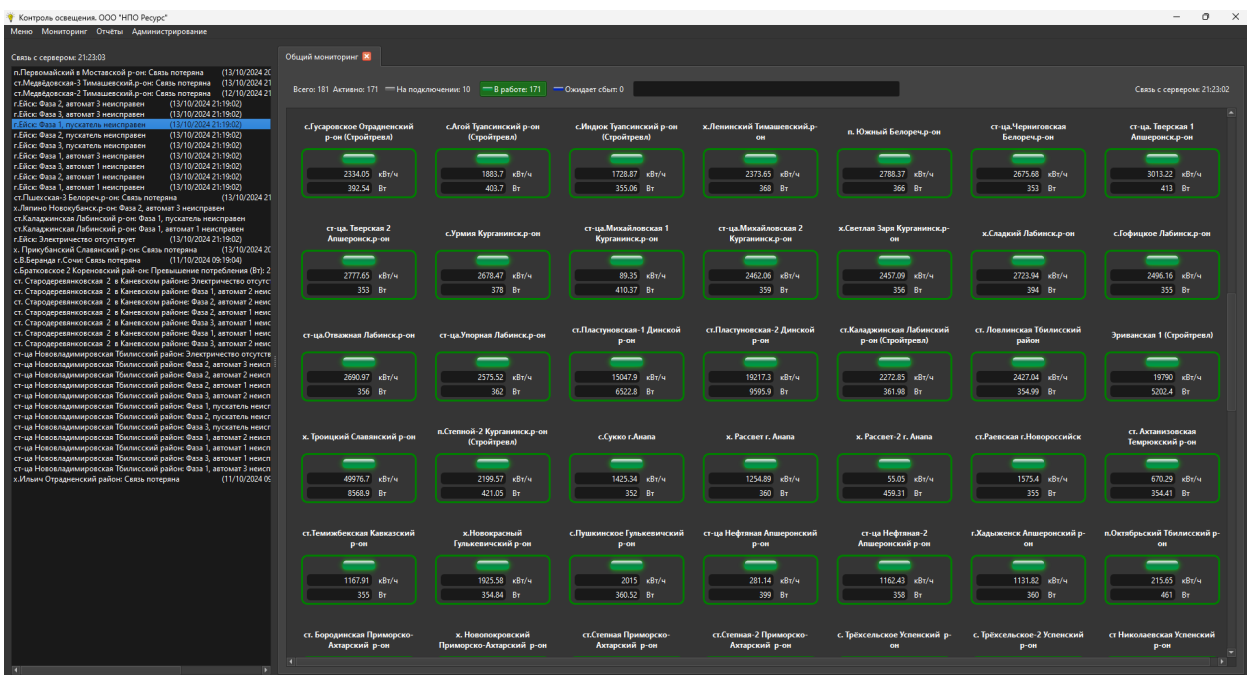 Контроль освещения. ООО "НПО Ресурс"
Меню Мониторинг Отчёты Администрирование
Связь с сервером: 21:23:03
п.Первомайский в Моставской р-он: Связь потеряна (13/10/2024 20
ст.Медвёдовская-3 Тимашевский.р-он: Связь потеряна (13/10/2024 21
ст.Медвёдовская-2 Тимашевский.р-он: Связь потеряна (12/10/2024 21
г.Ейск: Фаза 2, автомат 3 неисправен (13/10/2024 21:19:02)
г.Ейск: Фаза 3, автомат 3 неисправен (13/10/2024 21:19:02)
г.Ейск: Фаза 1, пускатель неисправен (13/10/2024 21:19:02)
г.Ейск: Фаза 2, пускатель неисправен (13/10/2024 21:19:02)
г.Ейск: Фаза 3, пускатель неисправен (13/10/2024 21:19:02)
г.Ейск: Фаза 1, автомат 3 неисправен (13/10/2024 21:19:02)
г.Ейск: Фаза 3, автомат 1 неисправен (13/10/2024 21:19:02)
г.Ейск: Фаза 2, автомат 1 неисправен (13/10/2024 21:19:02)
г.Ейск: Фаза 1, автомат 1 неисправен (13/10/2024 21:19:02)
ст.Пшехская-3 Белореч.р-он: Связь потеряна (13/10/2024 21
х.Ляпино Новокубанск.р-он: Фаза 2, автомат 3 неисправен
ст.Каладжинская Лабинский р-он: Фаза 1, пускатель неисправен
ст.Каладжинская Лабинский р-он: Фаза 1, автомат 1 неисправен
г.Ейск: Электричество отсутствует (13/10/2024 21:19:02)
х. Прикубанский Славянский р-он: Связь потеряна (13/10/2024 20
с.В.Беранда г.Сочи: Связь потеряна (11/10/2024 09:19:04)
с.Братковское 2 Кореновский рай-он: Превышение потребления (Вт): 2
ст. Стародеревянковская 2 в Каневском районе: Электричество отсутс
ст. Стародеревянковская 2 в Каневском районе: Фаза 1, автомат 2 неис
ст. Стародеревянковская 2 в Каневском районе: Фаза 2, автомат 2 неис
ст. Стародеревянковская 2 в Каневском районе: Фаза 2, автомат 1 неис
ст. Стародеревянковская 2 в Каневском районе: Фаза 3, автомат 1 неис
ст. Стародеревянковская 2 в Каневском районе: Фаза 1, автомат 1 неис
ст. Стародеревянковская 2 в Каневском районе: Фаза 3, автомат 2 неис
ст-ца Нововладимировская Тбилисский район: Электричество отсутств
ст-ца Нововладимировская Тбилисский район: Фаза 2, автомат 3 неисп
ст-ца Нововладимировская Тбилисский район: Фаза 2, автомат 2 неисп
ст-ца Нововладимировская Тбилисский район: Фаза 2, автомат 1 неисп
ст-ца Нововладимировская Тбилисский район: Фаза 3, автомат 2 неисп
ст-ца Нововладимировская Тбилисский район: Фаза 1, пускатель неисг
ст-ца Нововладимировская Тбилисский район: Фаза 2, пускатель неисг
ст-ца Нововладимировская Тбилисский район: Фаза 3, пускатель неисг
ст-ца Нововладимировская Тбилисский район: Фаза 1, автомат 2 неисп
ст-ца Нововладимировская Тбилисский район: Фаза 1, автомат 1 неисп
ст-ца Нововладимировская Тбилисский район: Фаза 3, автомат 1 неисп
ст-ца Нововладимировская Тбилисский район: Фаза 1, автомат 3 неисп
х.Ильич Отрадненский район: Связь потеряна (11/10/2024 09
Общий мониторинг
Всего: 181 Активно: 171 На подключении: 10 В работе: 171 Ожидает сбыт: 0 Связь с сервером: 21:23:02
с.Гусаровское Отрадненский с.Агой Туапсинский р-он с.Индюк Туапсинский р-он х.Ленинский Тимашевский.р- п. Южный Белореч.р-он ст-ца.Черниговская ст-ца. Тверская 1
р-он (Стройтревл) (Стройтревл) (Стройтревл) он Белореч.р-он Апшеронск.р-он
2334.05 кВт/ч 1883.7 кВт/ч 1728.87 кВт/ч 2373.65 кВт/ч 2788.37 кВт/ч 2675.68 кВт/ч 3013.22 кВт/ч
392.54 Вт 403.7 Вт 355.06 Вт 368 Вт 366 Вт 353 Вт 413 Вт
ст-ца. Тверская 2 с.Урмия Курганинск.р-он ст-ца.Михайловская 1 ст-ца.Михайловская 2 х.Светлая Заря Курганинск.р- х.Сладкий Лабинск.р-он с.Гофицкое Лабинск.р-он
Апшеронск.р-он Курганинск.р-он Курганинск.р-он он
2777.65 кВт/ч 2678.47 кВт/ч 89.35 кВт/ч 2462.06 кВт/ч 2457.09 кВт/ч 2723.94 кВт/ч 2496.16 кВт/ч
353 Вт 378 Вт 410.37 Вт 359 Вт 356 Вт 394 Вт 355 Вт
ст-ца.Отважная Лабинск.р-он ст-ца.Упорная Лабинск.р-он ст.Пластуновская-1 Динской ст.Пластуновская-2 Динской ст.Каладжинская Лабинский ст. Ловлинская Тбилисский Эриванская 1 (Стройтревл)
р-он р-он р-он (Стройтревл) район
2690.97 кВт/ч 2575.52 кВт/ч 15047.9 кВт/ч 19217.3 кВт/ч 2272.85 кВт/ч 2427.04 кВт/ч 19790 кВт/ч
356 Вт 362 Вт 6522.8 Вт 9595.9 Вт 361.98 Вт 354.99 Вт 5202.4 Вт
х. Троицкий Славянский р-он п.Степной-2 Курганинск.р-он с.Сукко г.Анапа х. Рассвет г. Анапа х. Рассвет-2 г. Анапа ст.Раевская г.Новороссийск ст. Ахтанизовская
(Стройтревл) Темрюкский р-он
49976.7 кВт/ч 2199.57 кВт/ч 1425.34 кВт/ч 1254.89 кВт/ч 55.05 кВт/ч 1575.4 кВт/ч 670.29 кВт/ч
8568.9 Вт 421.05 Вт 352 Вт 360 Вт 459.31 Вт 355 Вт 354.41 Вт
ст.Темижбекская Кавказский х.Новокрасный с.Пушкинское Гулькевичский ст-ца Нефтяная Апшеронский ст-ца Нефтяная-2 г.Хадыженск Апшеронский р- п.Октябрьский Тбилисский р-
р-он Гулькевичский р-он р-он р-он Апшеронский р-он он он
1167.91 кВт/ч 1925.58 кВт/ч 2015 кВт/ч 281.14 кВт/ч 1162.43 кВт/ч 1131.82 кВт/ч 215.65 кВт/ч
355 Вт 354.84 Вт 360.52 Вт 399 Вт 358 Вт 360 Вт 461 Вт
ст. Бородинская Приморско- х. Новопокровский ст.Степная Приморско- ст.Степная-2 Приморско- с. Трёхсельское Успенский р- с. Трёхсельское-2 Успенский ст Николаевская Успенский
Ахтарский р-он Приморско-Ахтарский р-он Ахтарский р-он Ахтарский р-он он р-он р-он